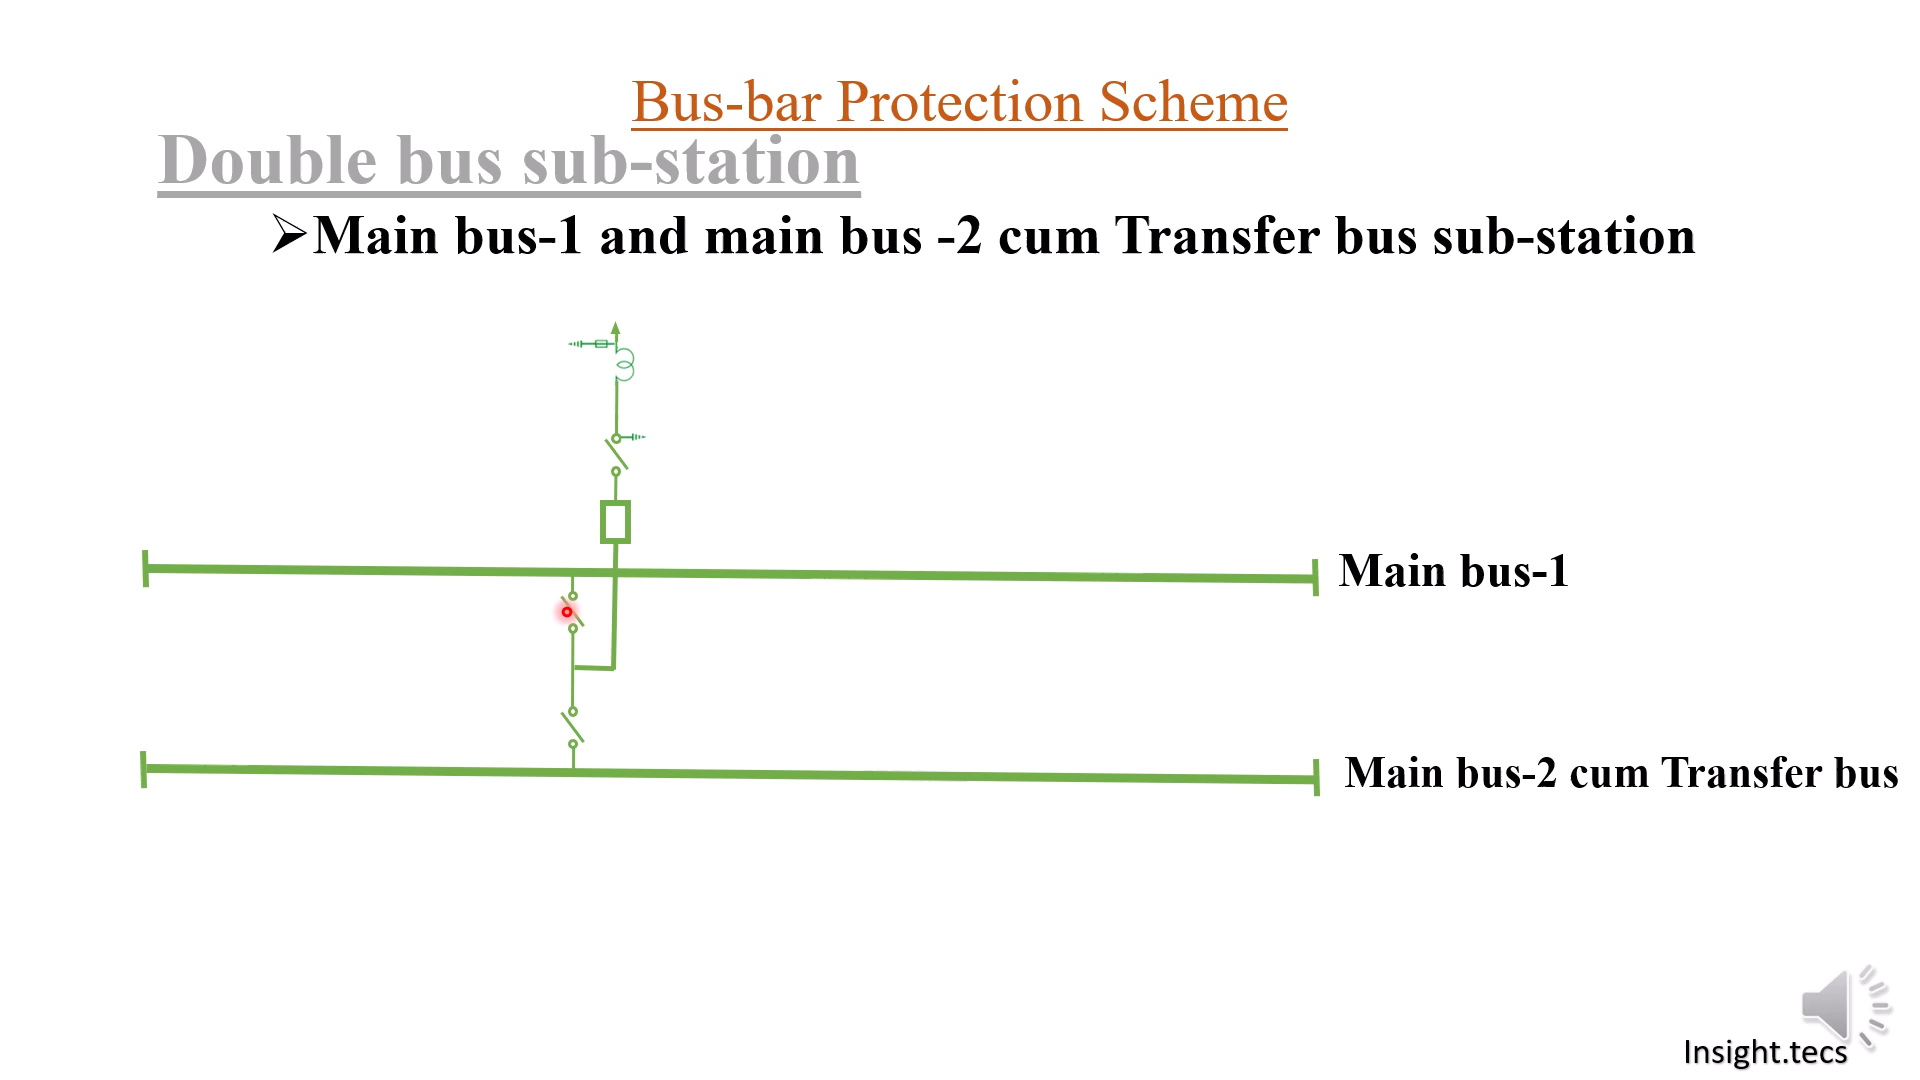 Bus-bar Protection Scheme
Double bus sub-station
➢Main bus-1 and main bus -2 cum Transfer bus sub-station
Main bus-1
Main bus-2 cum Transfer bus
Insight.tecs